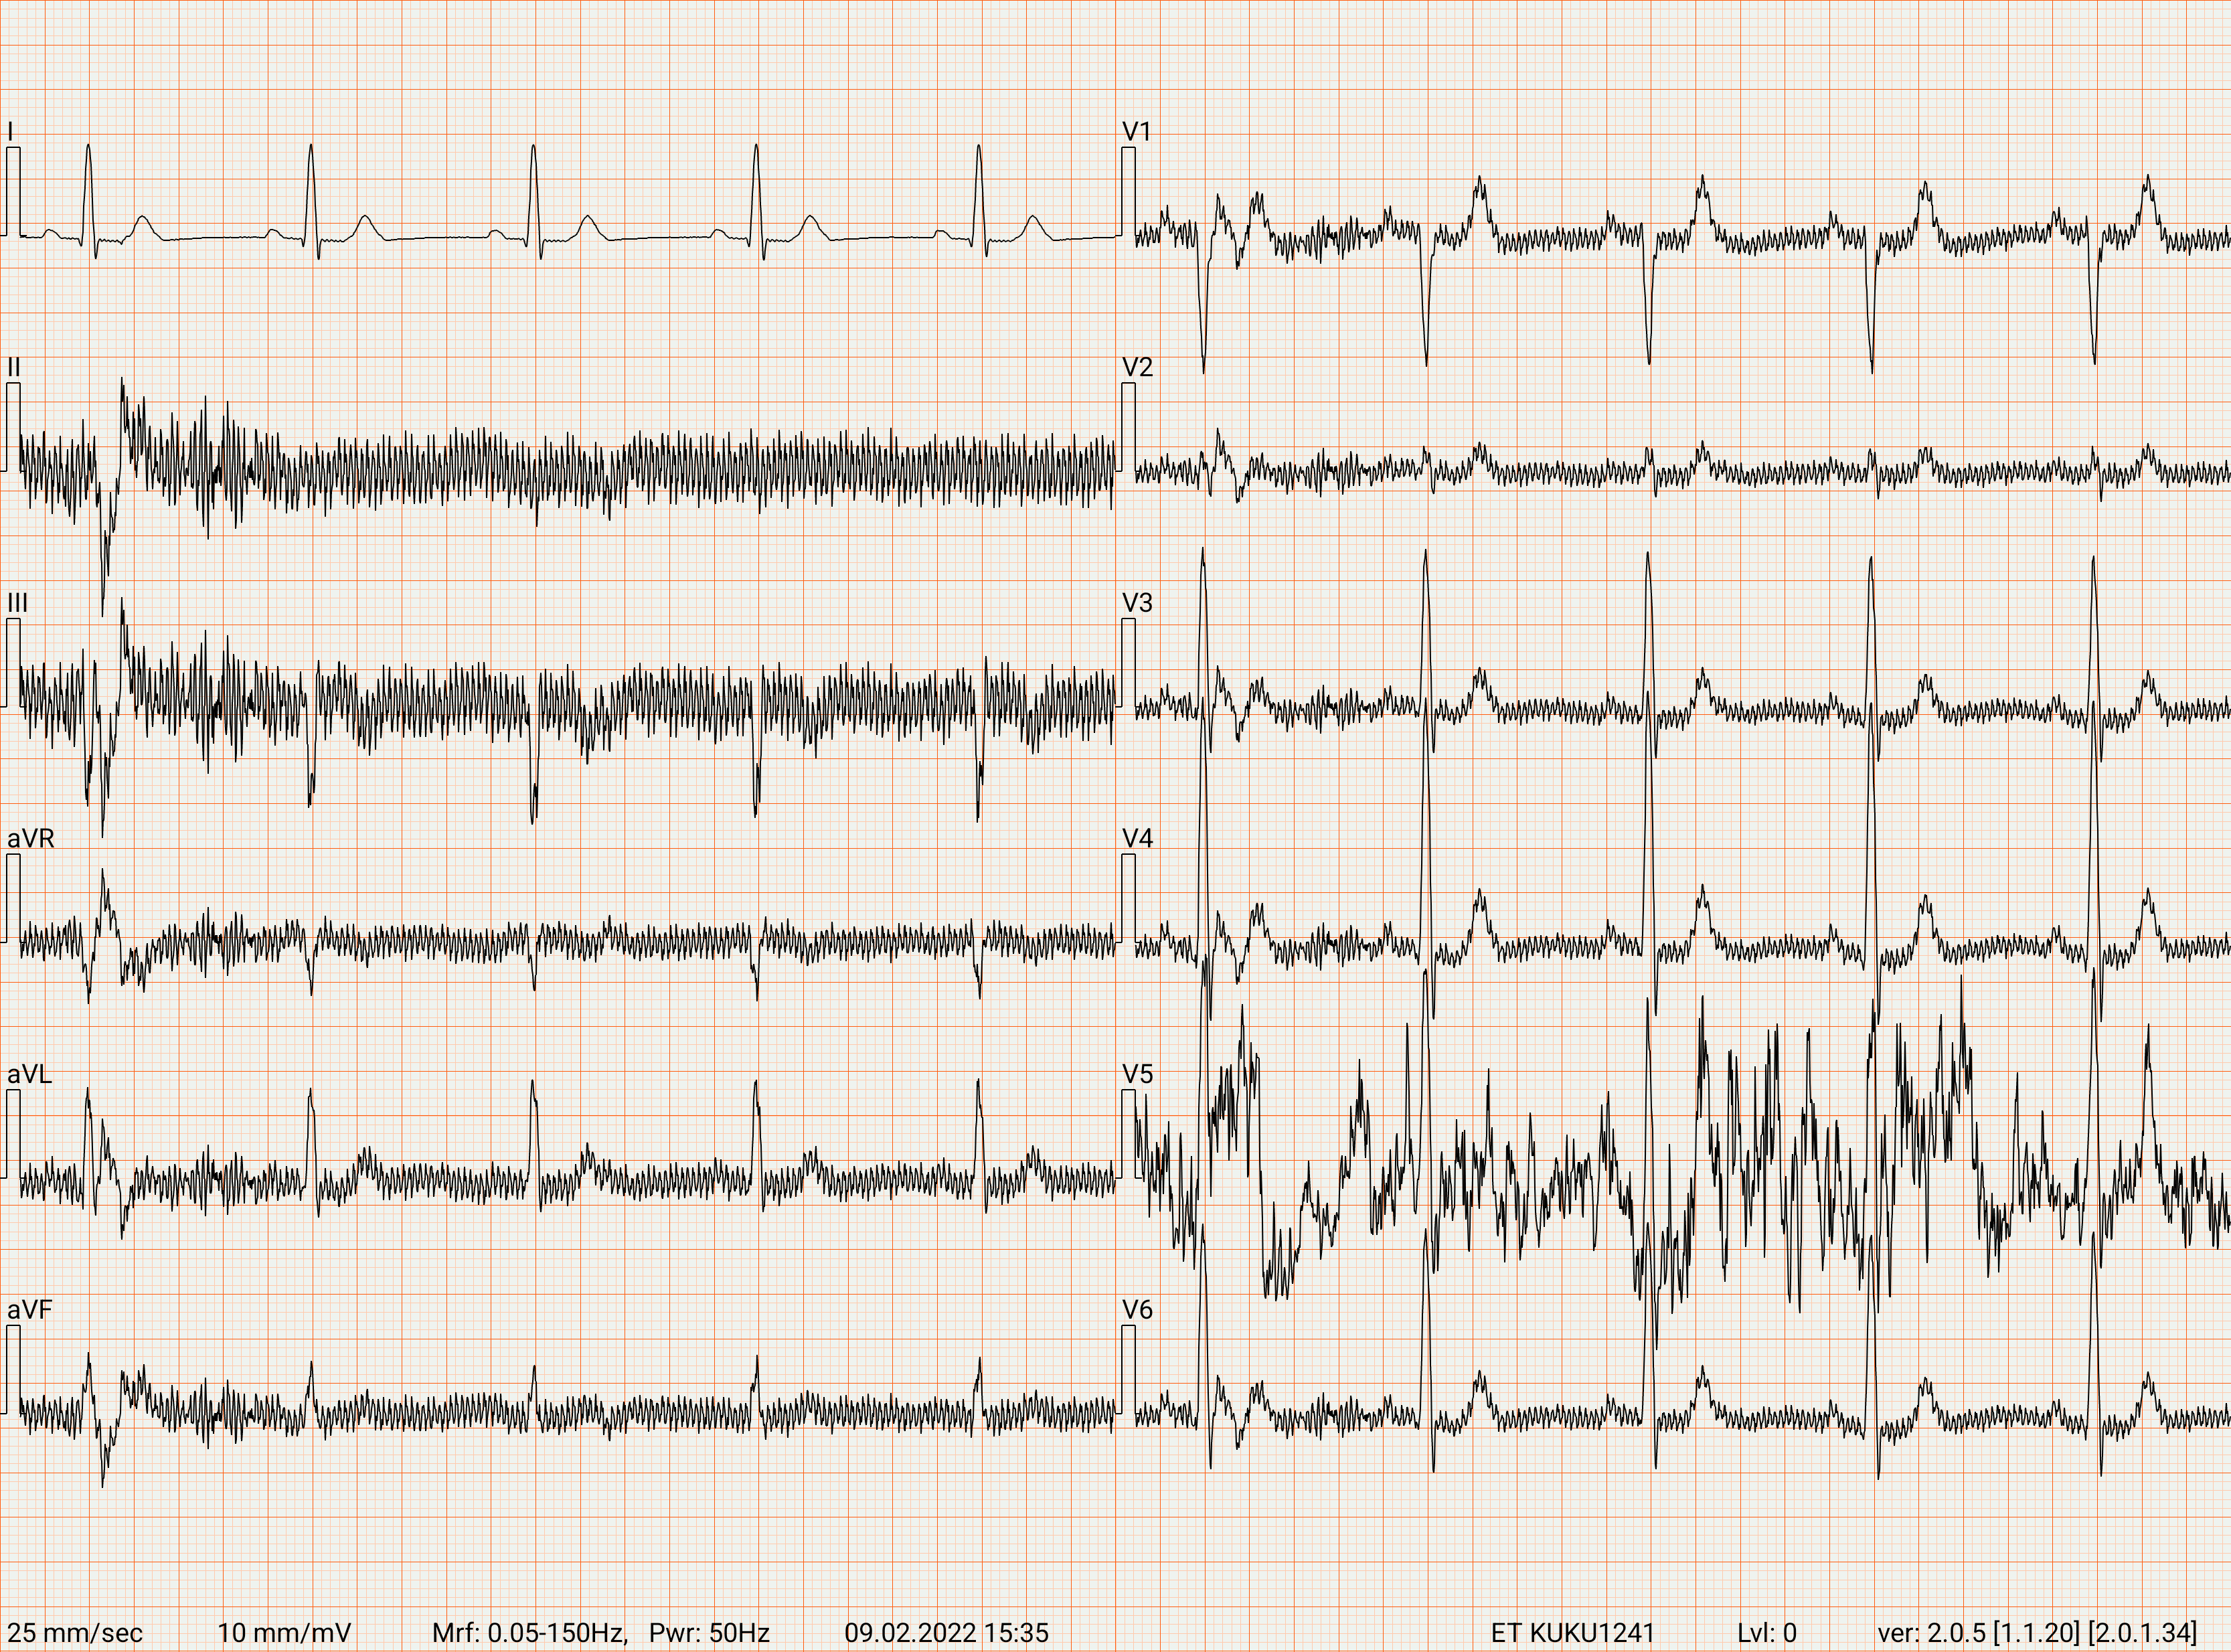 I
V1
II
V2
III
V3
aVR
V4
aVL
V5
aVF
V6
25 mm/sec 10 mm/mV Mrf: 0.05-150Hz, Pwr: 50Hz 09.02.2022 15:35 ET KUKU1241 Lvl: 0 ver: 2.0.5 [1.1.20] [2.0.1.34]